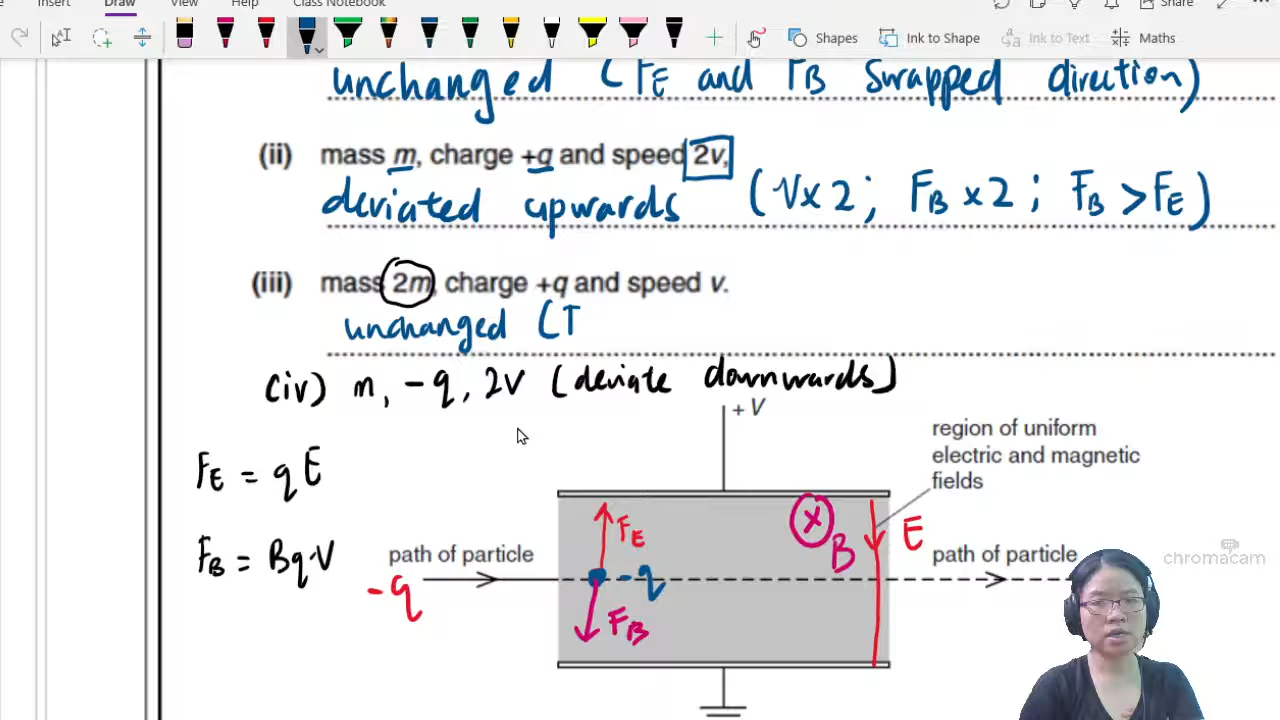 Insert Draw View Help Class Notebook Share
Shapes Ink to Shape Ink to Text Maths
unchanged (FE and FB swapped direction)
(ii) mass m, charge +q and speed 2v,
deviated upwards (V×2; FB×2; FB > FE)
(iii) mass 2m, charge +q and speed v.
unchanged (T
(iv) m, -q, 2V (deviate downwards)
+ V
region of uniform
electric and magnetic
fields
FE = qE
FE
X
B
E
FB = Bq·V
path of particle
path of particle
chromacam
-q
-q
FB